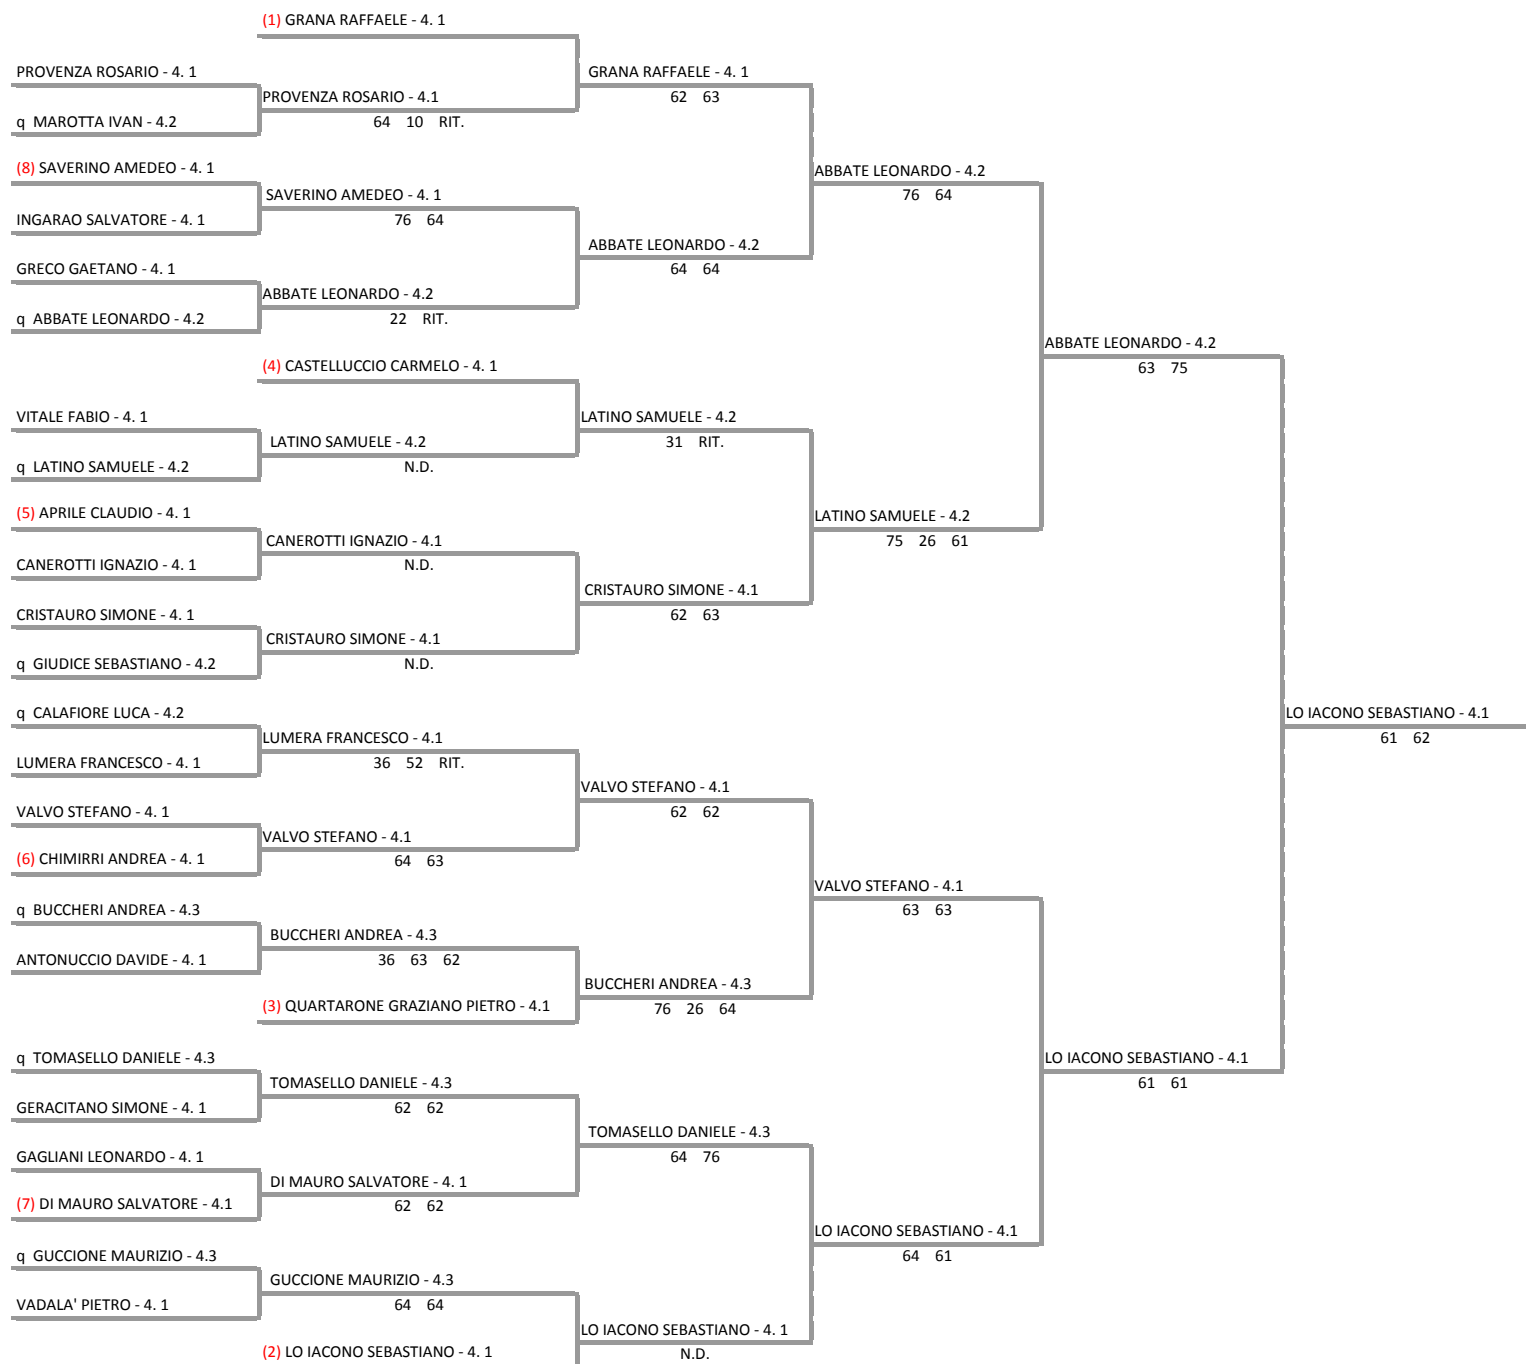 (1) GRANA RAFFAELE - 4. 1
PROVENZA ROSARIO - 4. 1
GRANA RAFFAELE - 4. 1
PROVENZA ROSARIO - 4.1
62 63
q MAROTTA IVAN - 4.2
64 10 RIT.
(8) SAVERINO AMEDEO - 4. 1
ABBATE LEONARDO - 4.2
SAVERINO AMEDEO - 4. 1
76 64
INGARAO SALVATORE - 4. 1
76 64
ABBATE LEONARDO - 4.2
GRECO GAETANO - 4. 1
64 64
ABBATE LEONARDO - 4.2
q ABBATE LEONARDO - 4.2
22 RIT.
ABBATE LEONARDO - 4.2
(4) CASTELLUCCIO CARMELO - 4. 1
63 75
VITALE FABIO - 4. 1
LATINO SAMUELE - 4.2
LATINO SAMUELE - 4.2
31 RIT.
q LATINO SAMUELE - 4.2
N.D.
(5) APRILE CLAUDIO - 4. 1
LATINO SAMUELE - 4.2
CANEROTTI IGNAZIO - 4.1
75 26 61
CANEROTTI IGNAZIO - 4. 1
N.D.
CRISTAURO SIMONE - 4.1
CRISTAURO SIMONE - 4. 1
62 63
CRISTAURO SIMONE - 4.1
q GIUDICE SEBASTIANO - 4.2
N.D.
q CALAFIORE LUCA - 4.2
LO IACONO SEBASTIANO - 4.1
LUMERA FRANCESCO - 4.1
61 62
LUMERA FRANCESCO - 4. 1
36 52 RIT.
VALVO STEFANO - 4.1
VALVO STEFANO - 4. 1
62 62
VALVO STEFANO - 4.1
(6) CHIMIRRI ANDREA - 4. 1
64 63
VALVO STEFANO - 4.1
q BUCCHERI ANDREA - 4.3
63 63
BUCCHERI ANDREA - 4.3
ANTONUCCIO DAVIDE - 4. 1
36 63 62
BUCCHERI ANDREA - 4.3
(3) QUARTARONE GRAZIANO PIETRO - 4.1
76 26 64
q TOMASELLO DANIELE - 4.3
LO IACONO SEBASTIANO - 4.1
TOMASELLO DANIELE - 4.3
61 61
GERACITANO SIMONE - 4. 1
62 62
TOMASELLO DANIELE - 4.3
GAGLIANI LEONARDO - 4. 1
64 76
DI MAURO SALVATORE - 4. 1
(7) DI MAURO SALVATORE - 4.1
62 62
LO IACONO SEBASTIANO - 4.1
q GUCCIONE MAURIZIO - 4.3
64 61
GUCCIONE MAURIZIO - 4.3
VADALA' PIETRO - 4. 1
64 64
LO IACONO SEBASTIANO - 4. 1
(2) LO IACONO SEBASTIANO - 4. 1
N.D.